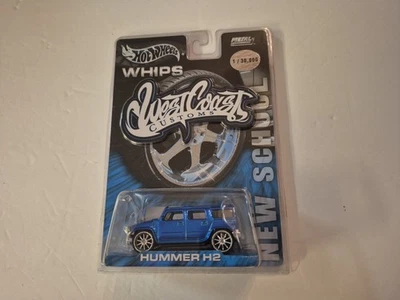 Hot Wheels
1/30,000
WHIPS
West Coast
CUSTOMS
NEW SCHOOL
HUMMER H2